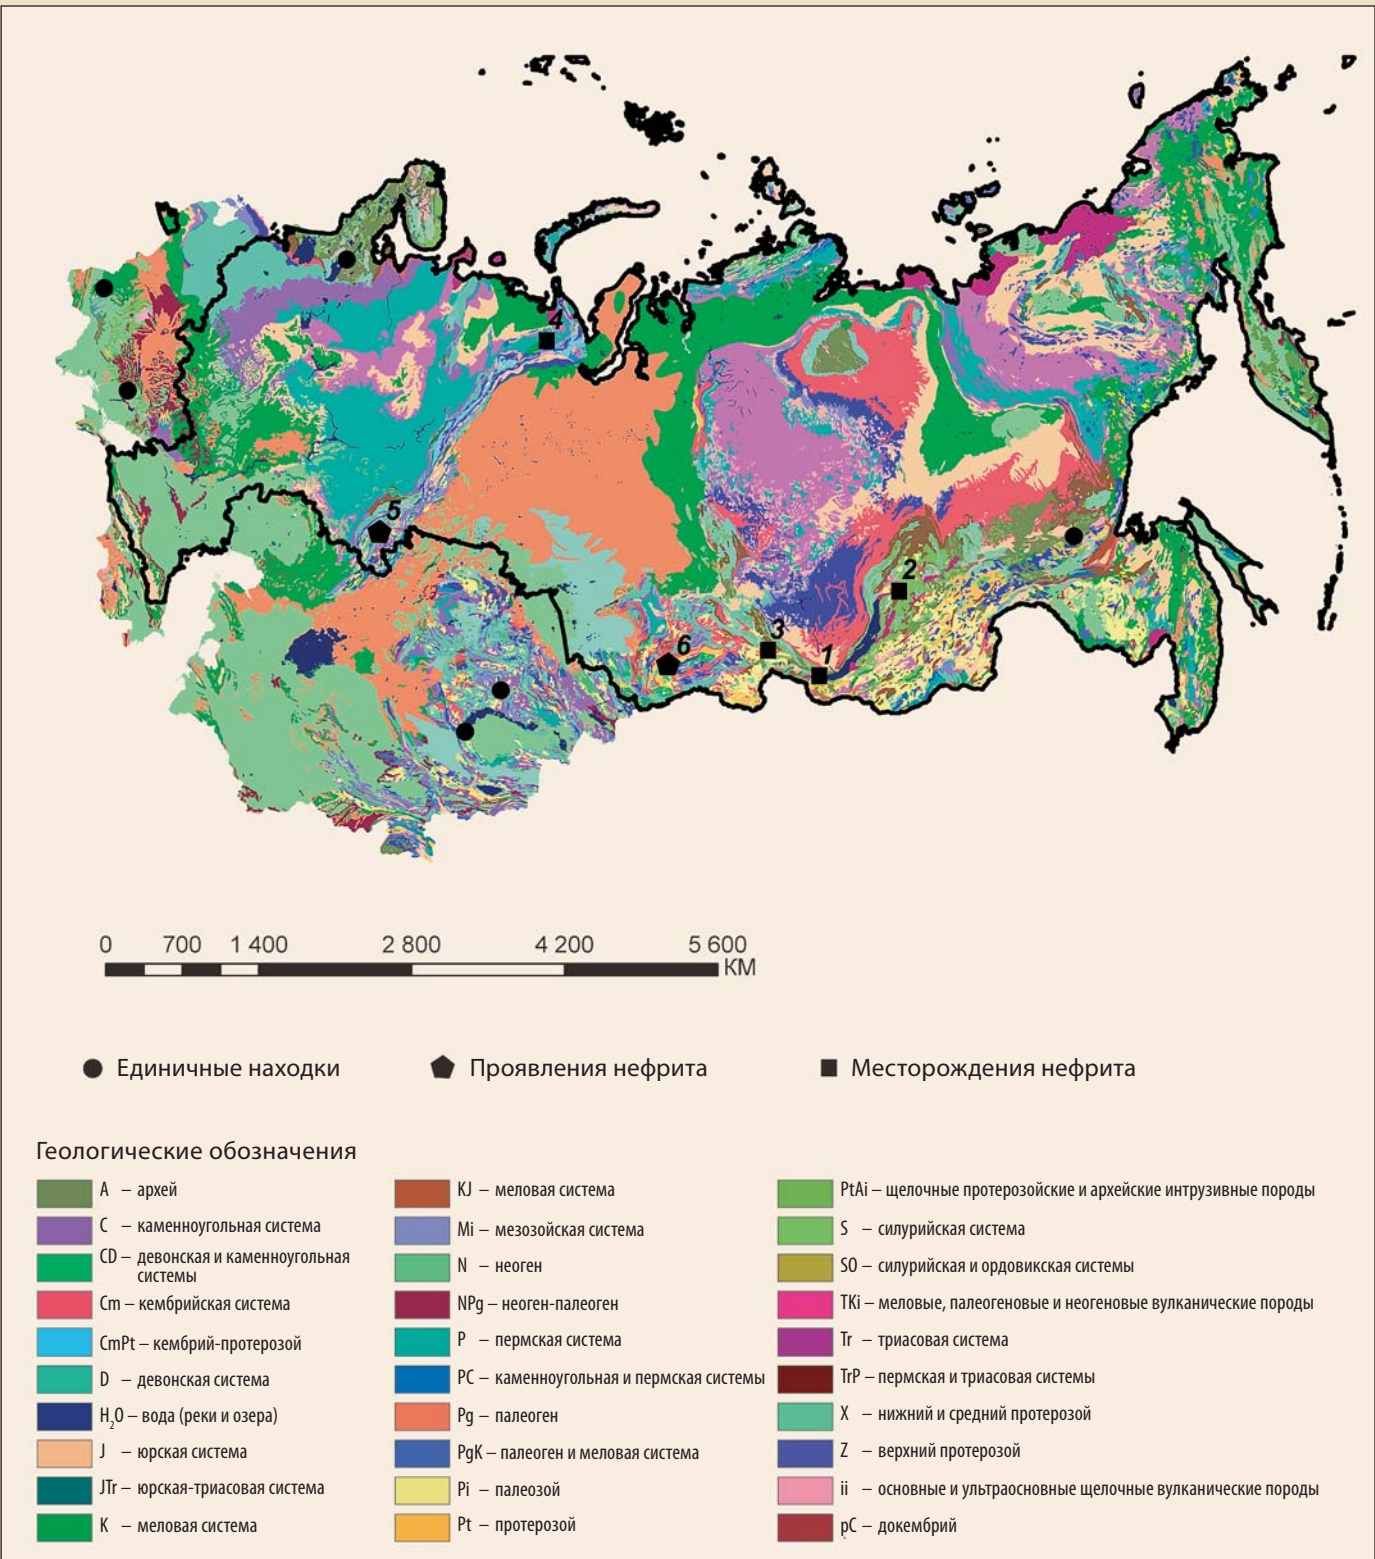 4
5
2
6
3
1
0 700 1 400 2 800 4 200 5 600
КМ
Единичные находки
Проявления нефрита
Месторождения нефрита
Геологические обозначения
A – архей
C – каменноугольная система
CD – девонская и каменноугольная
системы
Cm – кембрийская система
CmPt – кембрий-протерозой
D – девонская система
H₂O – вода (реки и озера)
J – юрская система
JTr – юрская-триасовая система
K – меловая система
KJ – меловая система
Mi – мезозойская система
N – неоген
NPg – неоген-палеоген
P – пермская система
PC – каменноугольная и пермская системы
Pg – палеоген
PgK – палеоген и меловая система
Pi – палеозой
Pt – протерозой
PtAi – щелочные протерозойские и архейские интрузивные породы
S – силурийская система
SO – силурийская и ордовикская системы
TKi – меловые, палеогеновые и неогеновые вулканические породы
Tr – триасовая система
TrP – пермская и триасовая системы
X – нижний и средний протерозой
Z – верхний протерозой
ii – основные и ультраосновные щелочные вулканические породы
pC – докембрий